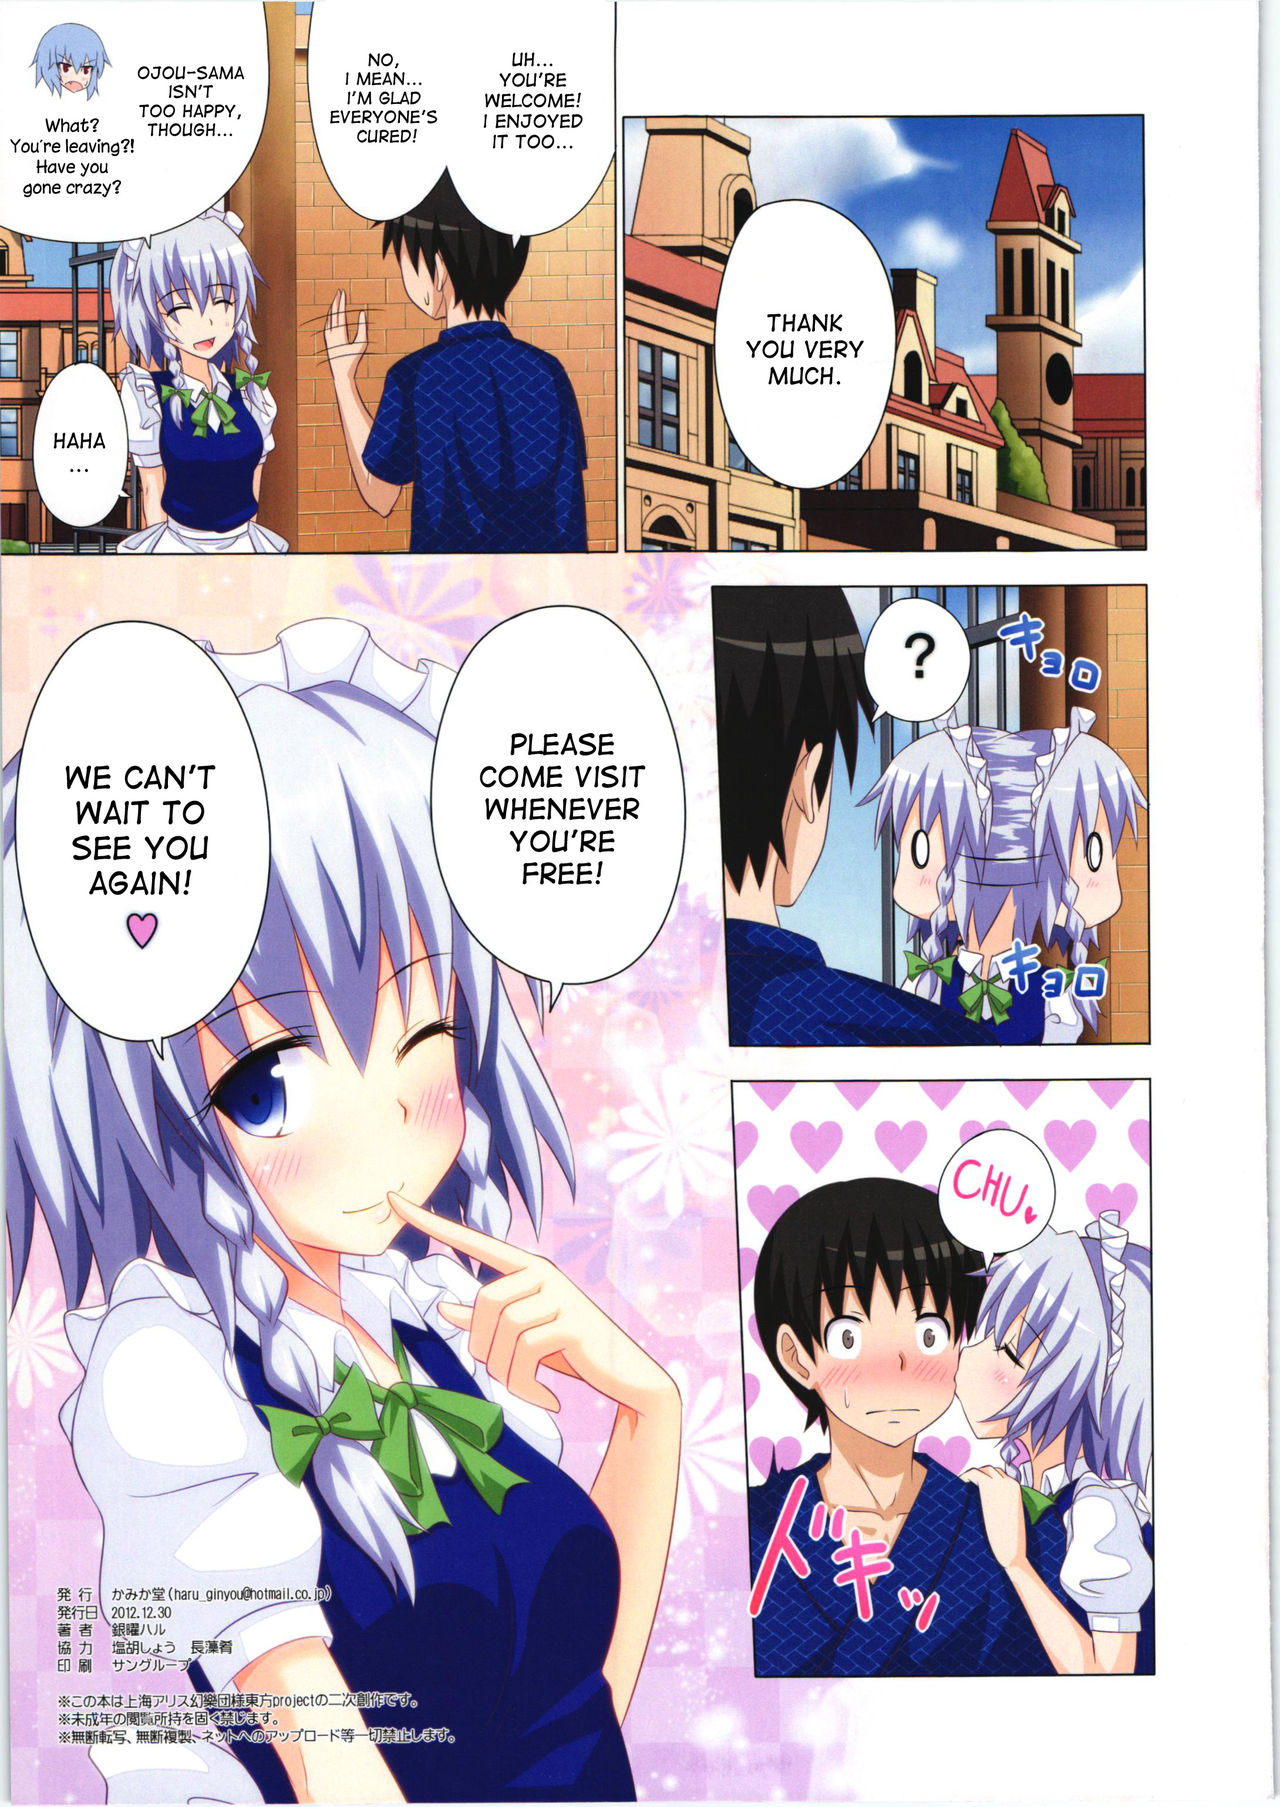 THANK
YOU VERY
MUCH.
UH...
YOU'RE
WELCOME!
I ENJOYED
IT TOO...
NO,
I MEAN...
I'M GLAD
EVERYONE'S
CURED!
OJOU-SAMA
ISN'T
TOO HAPPY,
THOUGH...
What?
You're leaving?!
Have you
gone crazy?
HAHA
...
?
キョロ
キョロ
CHU♥
ドキッ
PLEASE
COME VISIT
WHENEVER
YOU'RE
FREE!
WE CAN'T
WAIT TO
SEE YOU
AGAIN!
♥
発 行 かみか堂(haru_ginyou@hotmail.co.jp)
発行日 2012.12.30
著 者 銀曜ハル
協 力 塩胡しょう 長藻肴
印 刷 サングループ
※この本は上海アリス幻樂団様東方projectの二次創作です。
※未成年の閲覧所持を固く禁じます。
※無断転写、無断複製、ネットへのアップロード等一切禁止します。